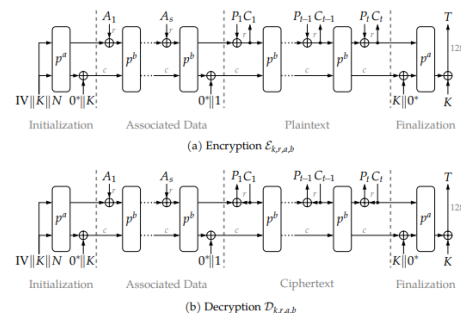 A₁ Aₛ P₁ C₁ Pₜ₋₁ Cₜ₋₁ Pₜ Cₜ T
r r r r r
pᵃ pᵇ pᵇ pᵇ pᵇ pᵃ 12
c c c c
IV‖K‖N 0*‖K 0*‖1 K‖0* K
Initialization Associated Data Plaintext Finalization
(a) Encryption ℰₖ,ᵣ,ₐ,b
A₁ Aₛ P₁ C₁ Pₜ₋₁ Cₜ₋₁ Pₜ Cₜ T
r r r r r
pᵃ pᵇ pᵇ pᵇ pᵇ pᵃ 12
c c c c
IV‖K‖N 0*‖K 0*‖1 K‖0* K
Initialization Associated Data Ciphertext Finalization
(b) Decryption 𝒟ₖ,ᵣ,ₐ,b